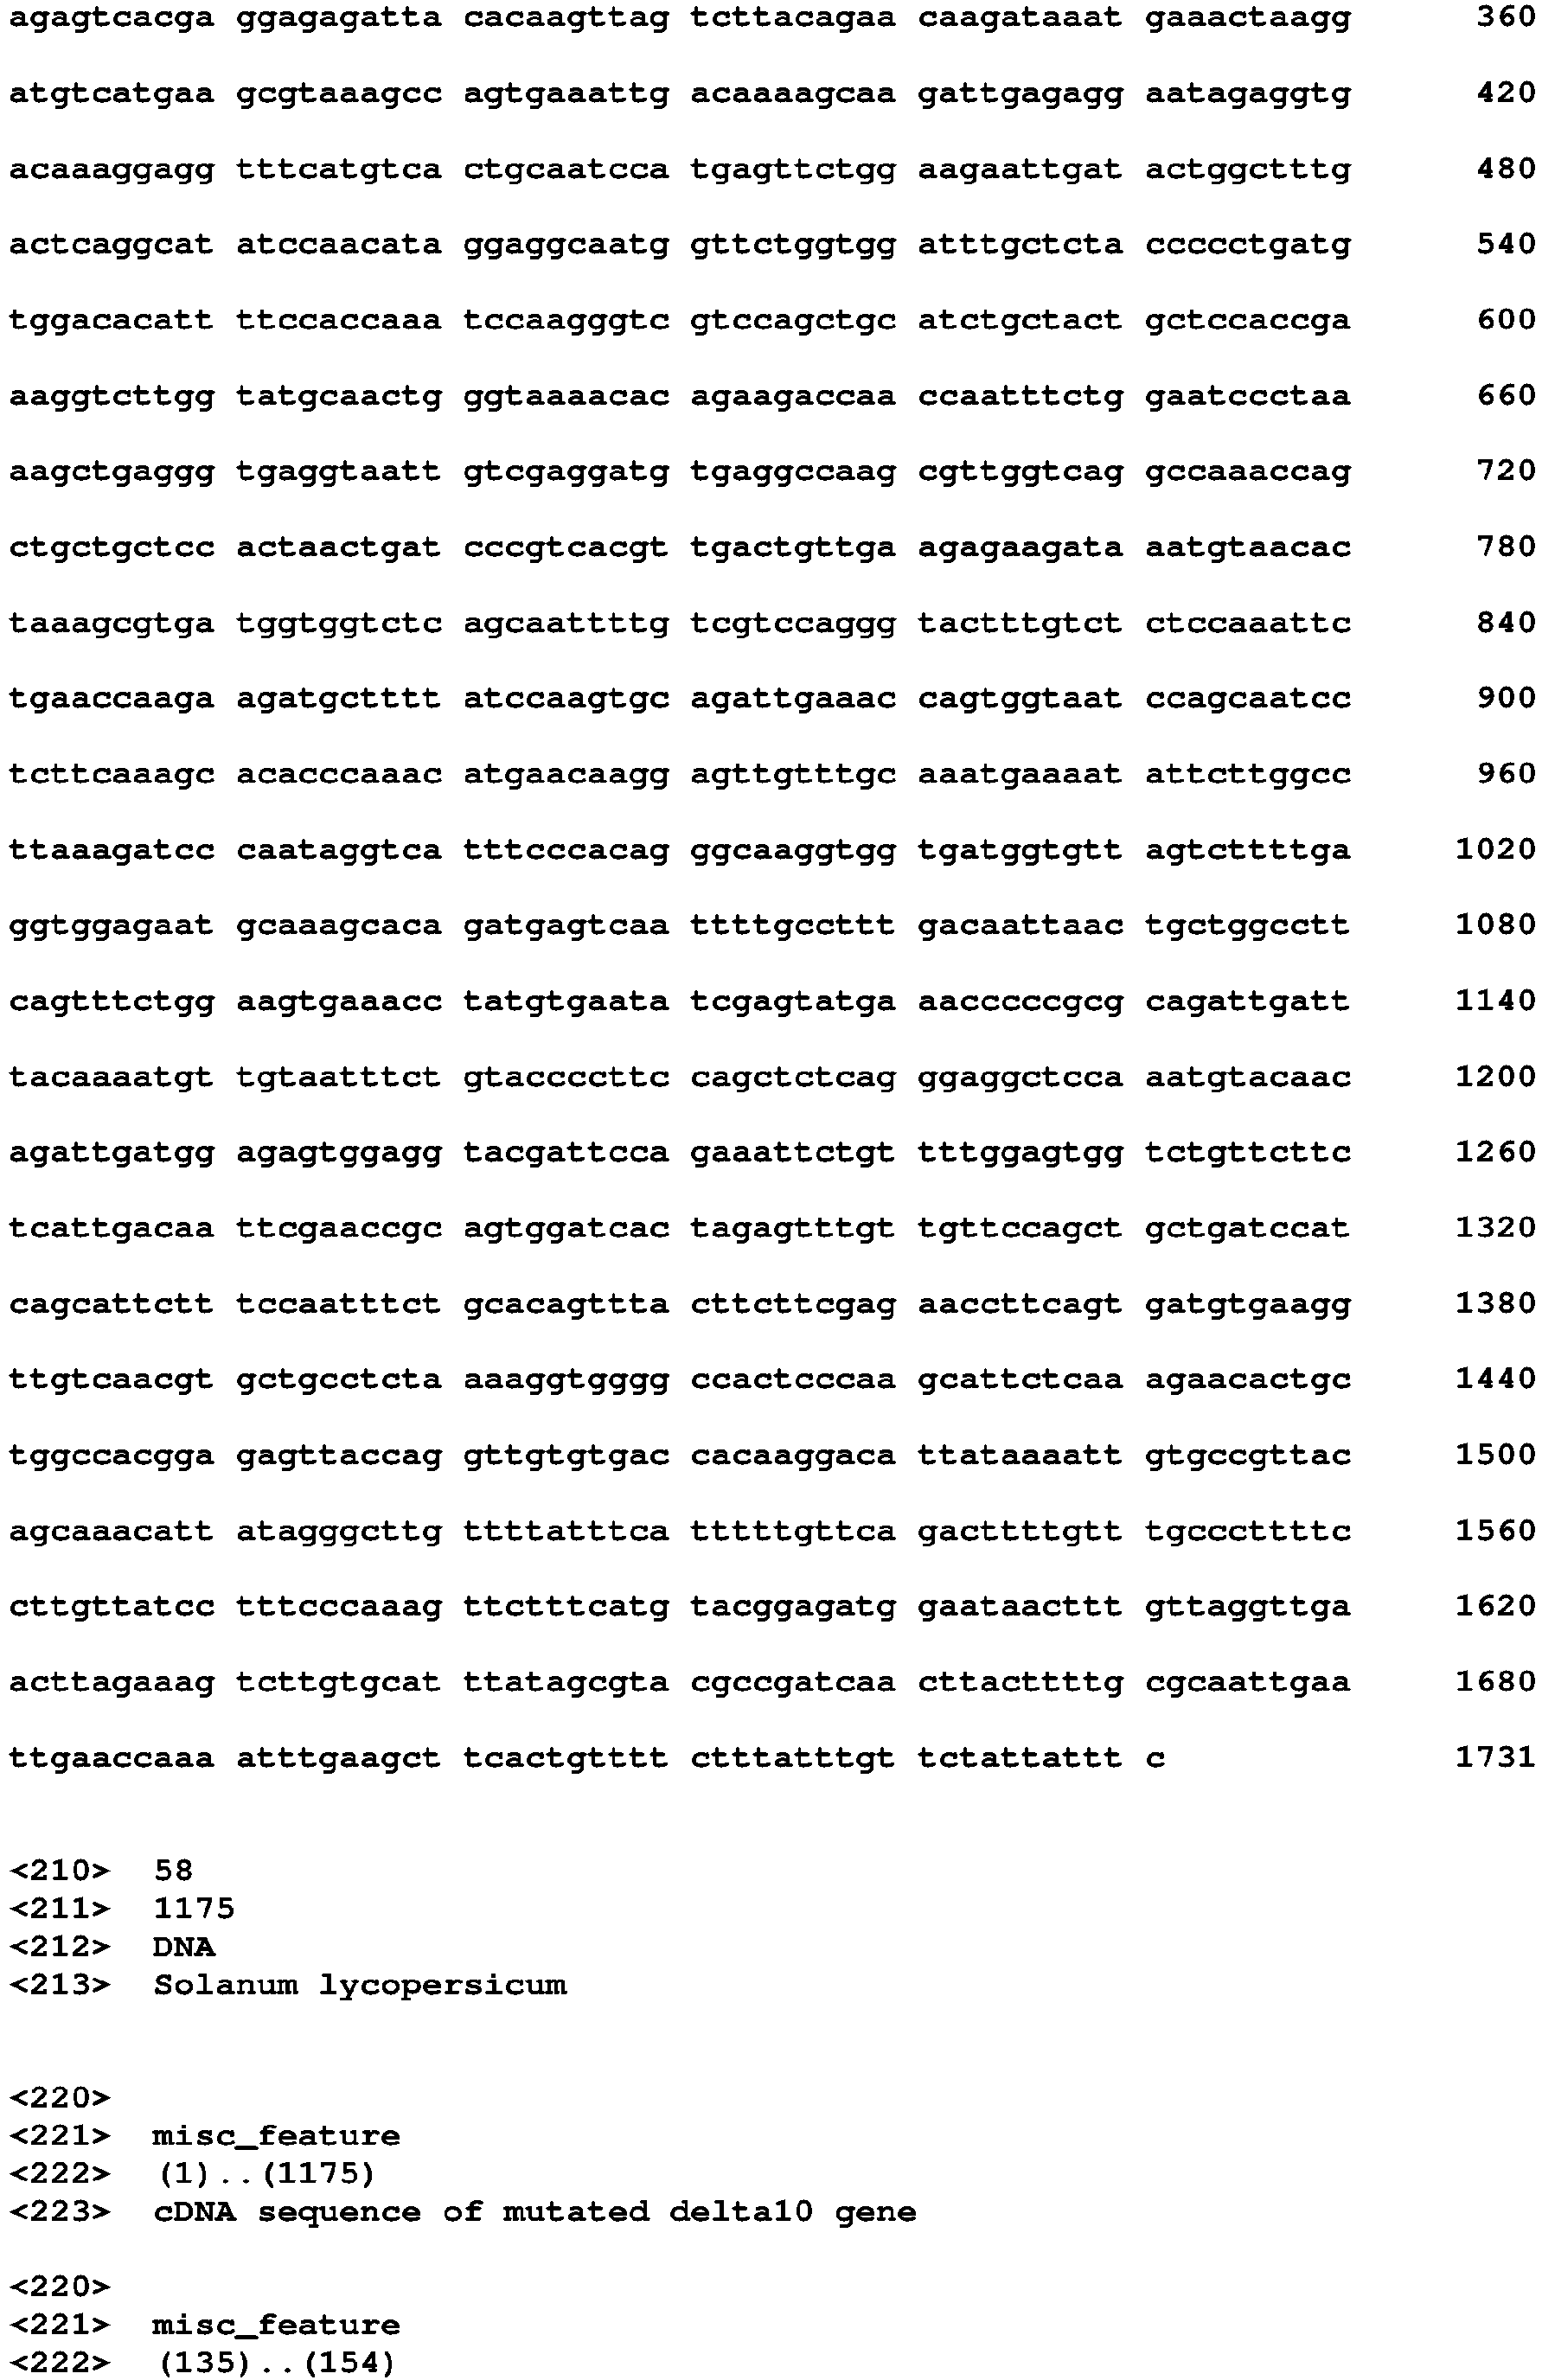 agagtcacga ggagagatta cacaagttag tcttacagaa caagataaat gaaactaagg 360
atgtcatgaa gcgtaaagcc agtgaaattg acaaaagcaa gattgagagg aatagaggtg 420
acaaaggagg tttcatgtca ctgcaatcca tgagttctgg aagaattgat actggctttg 480
actcaggcat atccaacata ggaggcaatg gttctggtgg atttgctcta cccccctgatg 540
tggacacatt ttccaccaaa tccaagggtc gtccagctgc atctgctact gctccaccga 600
aaggtcttgg tatgcaactg ggtaaaacac agaagaccaa ccaatttctg gaatccctaa 660
aagctgaggg tgaggtaatt gtcgaggatg tgaggccaag cgttggtcag gccaaaccag 720
ctgctgctcc actaactgat cccgtcacgt tgactgttga agagaagata aatgtaacac 780
taaagcgtga tggtggtctc agcaattttg tcgtccaggg tactttgtct ctccaaattc 840
tgaaccaaga agatgctttt atccaagtgc agattgaaac cagtggtaat ccagcaatcc 900
tcttcaaagc acacccaaac atgaacaagg agttgtttgc aaatgaaaat attcttggcc 960
ttaaagatcc caataggtca tttcccacag ggcaaggtgg tgatggtgtt agtcttttga 1020
ggtggagaat gcaaagcaca gatgagtcaa ttttgccttt gacaattaac tgctggcctt 1080
cagtttctgg aagtgaaacc tatgtgaata tcgagtatga aacccccgcg cagattgatt 1140
tacaaaatgt tgtaatttct gtaccccttc cagctctcag ggaggctcca aatgtacaac 1200
agattgatgg agagtggagg tacgattcca gaaattctgt tttggagtgg tctgttcttc 1260
tcattgacaa ttcgaaccgc agtggatcac tagagtttgt tgttccagct gctgatccat 1320
cagcattctt tccaatttct gcacagttta cttcttcgag aaccttcagt gatgtgaagg 1380
ttgtcaacgt gctgcctcta aaaggtgggg ccactcccaa gcattctcaa agaacactgc 1440
tggccacgga gagttaccag gttgtgtgac cacaaggaca ttataaaatt gtgccgttac 1500
agcaaacatt atagggcttg ttttatttca tttttgttca gacttttgtt tgcccttttc 1560
cttgttatcc tttcccaaag ttctttcatg tacggagatg gaataacttt gttaggttga 1620
acttagaaag tcttgtgcat ttatagcgta cgccgatcaa cttacttttg cgcaattgaa 1680
ttgaaccaaa atttgaagct tcactgtttt ctttatttgt tctattattt c 1731
<210> 58
<211> 1175
<212> DNA
<213> Solanum lycopersicum
<220>
<221> misc_feature
<222> (1)..(1175)
<223> cDNA sequence of mutated delta10 gene
<220>
<221> misc_feature
<222> (135)..(154)